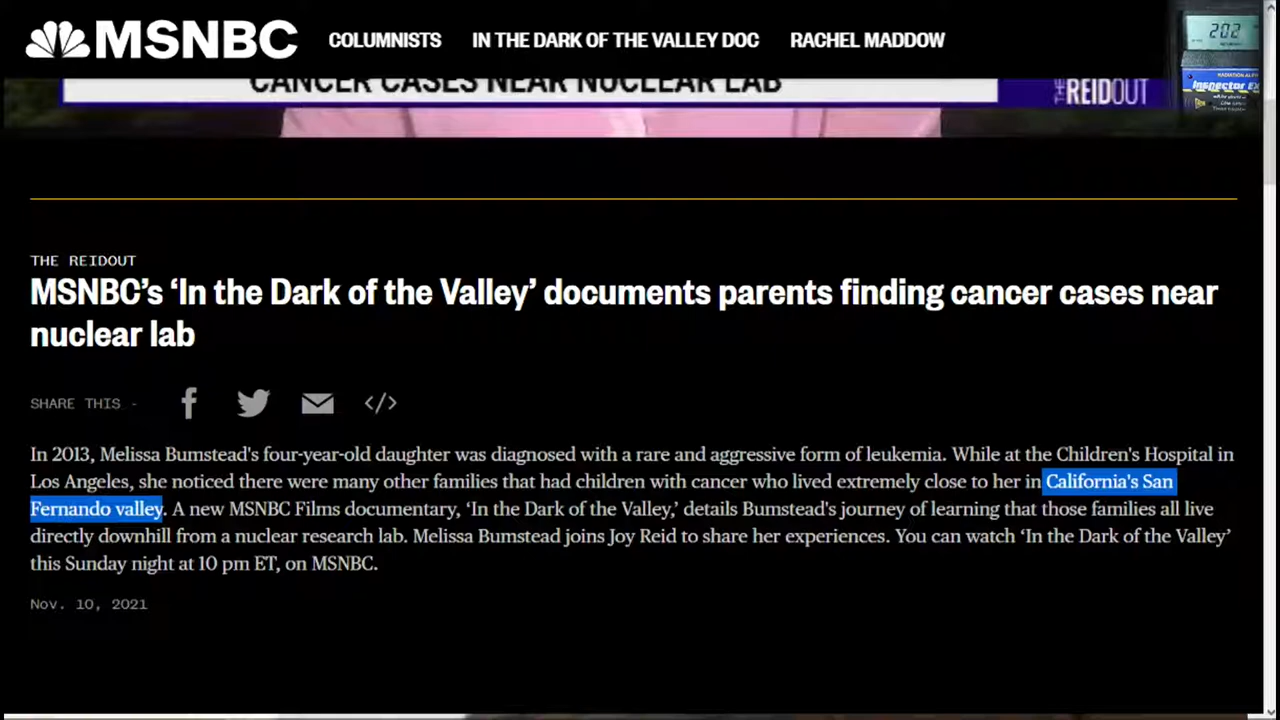 MSNBC COLUMNISTS IN THE DARK OF THE VALLEY DOC RACHEL MADDOW
202
CANCER CASES NEAR NUCLEAR LAB
THE REIDOUT
RADIATION
Inspector
THE REIDOUT
MSNBC’s ‘In the Dark of the Valley’ documents parents finding cancer cases near
nuclear lab
SHARE THIS -
In 2013, Melissa Bumstead's four-year-old daughter was diagnosed with a rare and aggressive form of leukemia. While at the Children's Hospital in
Los Angeles, she noticed there were many other families that had children with cancer who lived extremely close to her in California's San
Fernando valley. A new MSNBC Films documentary, ‘In the Dark of the Valley,’ details Bumstead's journey of learning that those families all live
directly downhill from a nuclear research lab. Melissa Bumstead joins Joy Reid to share her experiences. You can watch ‘In the Dark of the Valley’
this Sunday night at 10 pm ET, on MSNBC.
Nov. 10, 2021